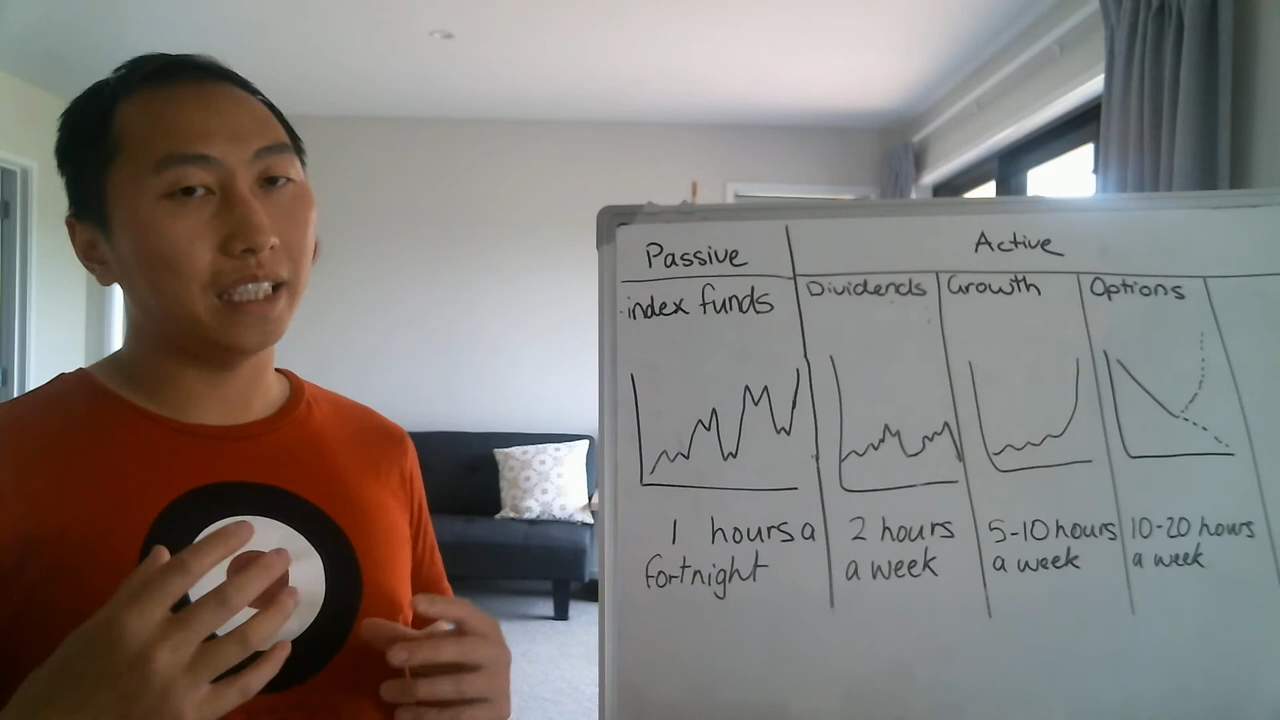 Passive
Active
index funds
Dividends
Growth
Options
1 hours a
fortnight
2 hours
a week
5-10 hours
a week
10-20 hours
a week